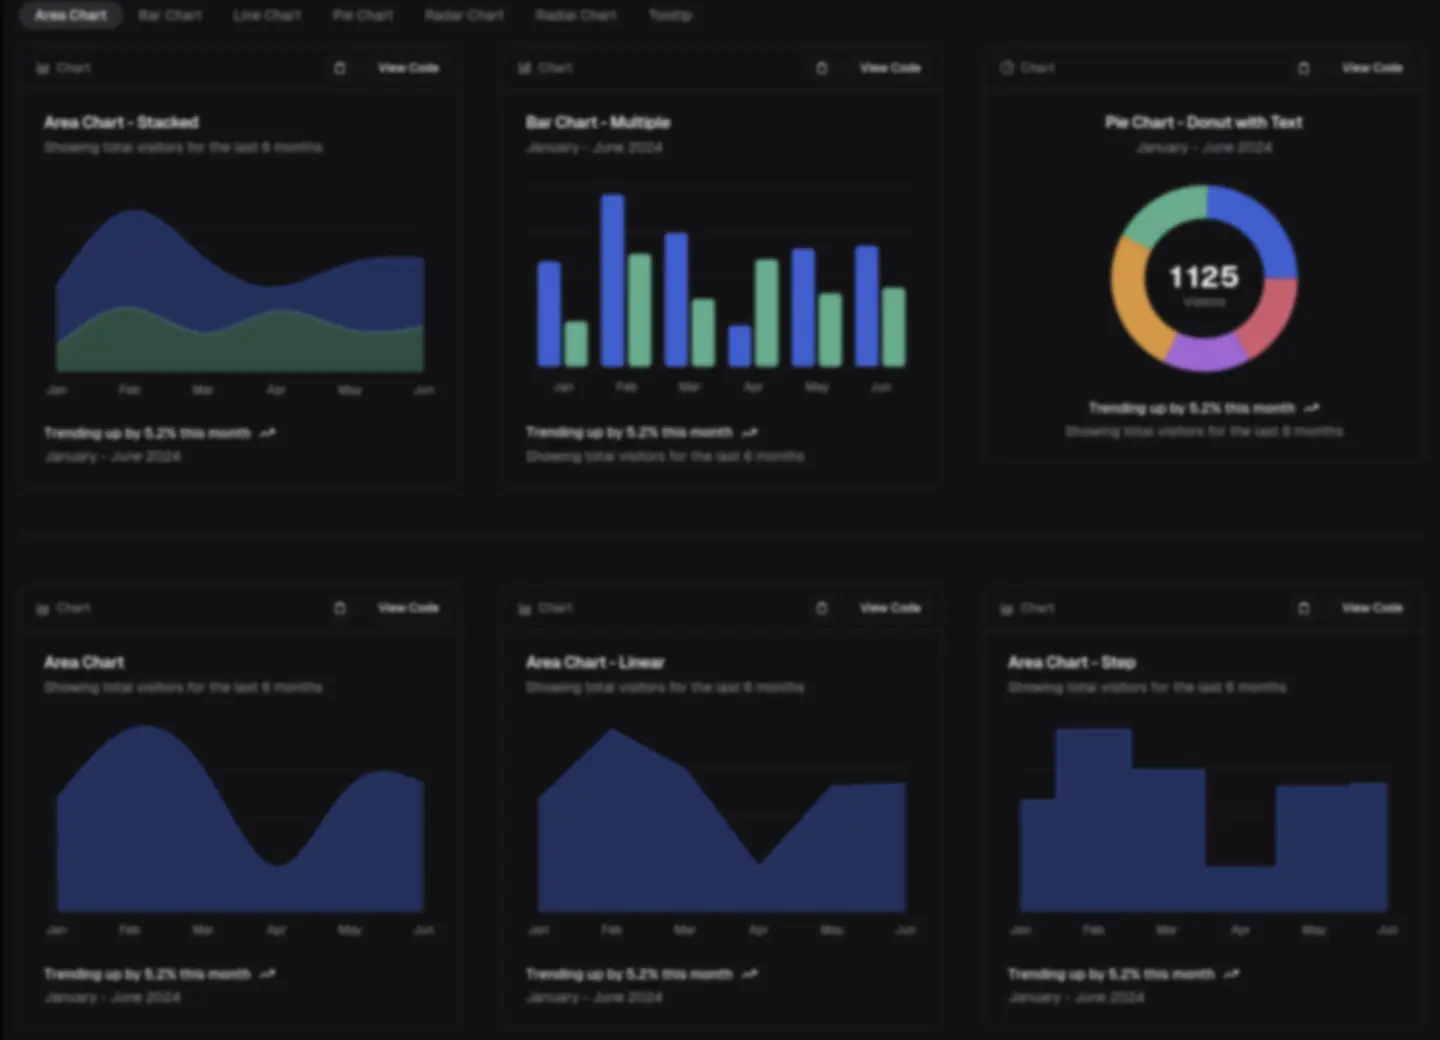 Area Chart
Bar Chart
Line Chart
Pie Chart
Radar Chart
Radial Chart
Tooltip
Chart
View Code
Chart
View Code
Chart
View Code
Area Chart - Stacked
Showing total visitors for the last 6 months
Jan Feb Mar Apr May Jun
Trending up by 5.2% this month
January - June 2024
Bar Chart - Multiple
January - June 2024
Jan Feb Mar Apr May Jun
Trending up by 5.2% this month
Showing total visitors for the last 6 months
Pie Chart - Donut with Text
January - June 2024
1125
Visitors
Trending up by 5.2% this month
Showing total visitors for the last 6 months
Chart
View Code
Chart
View Code
Chart
View Code
Area Chart
Showing total visitors for the last 6 months
Jan Feb Mar Apr May Jun
Trending up by 5.2% this month
January - June 2024
Area Chart - Linear
Showing total visitors for the last 6 months
Jan Feb Mar Apr May Jun
Trending up by 5.2% this month
January - June 2024
Area Chart - Step
Showing total visitors for the last 6 months
Jan Feb Mar Apr May Jun
Trending up by 5.2% this month
January - June 2024